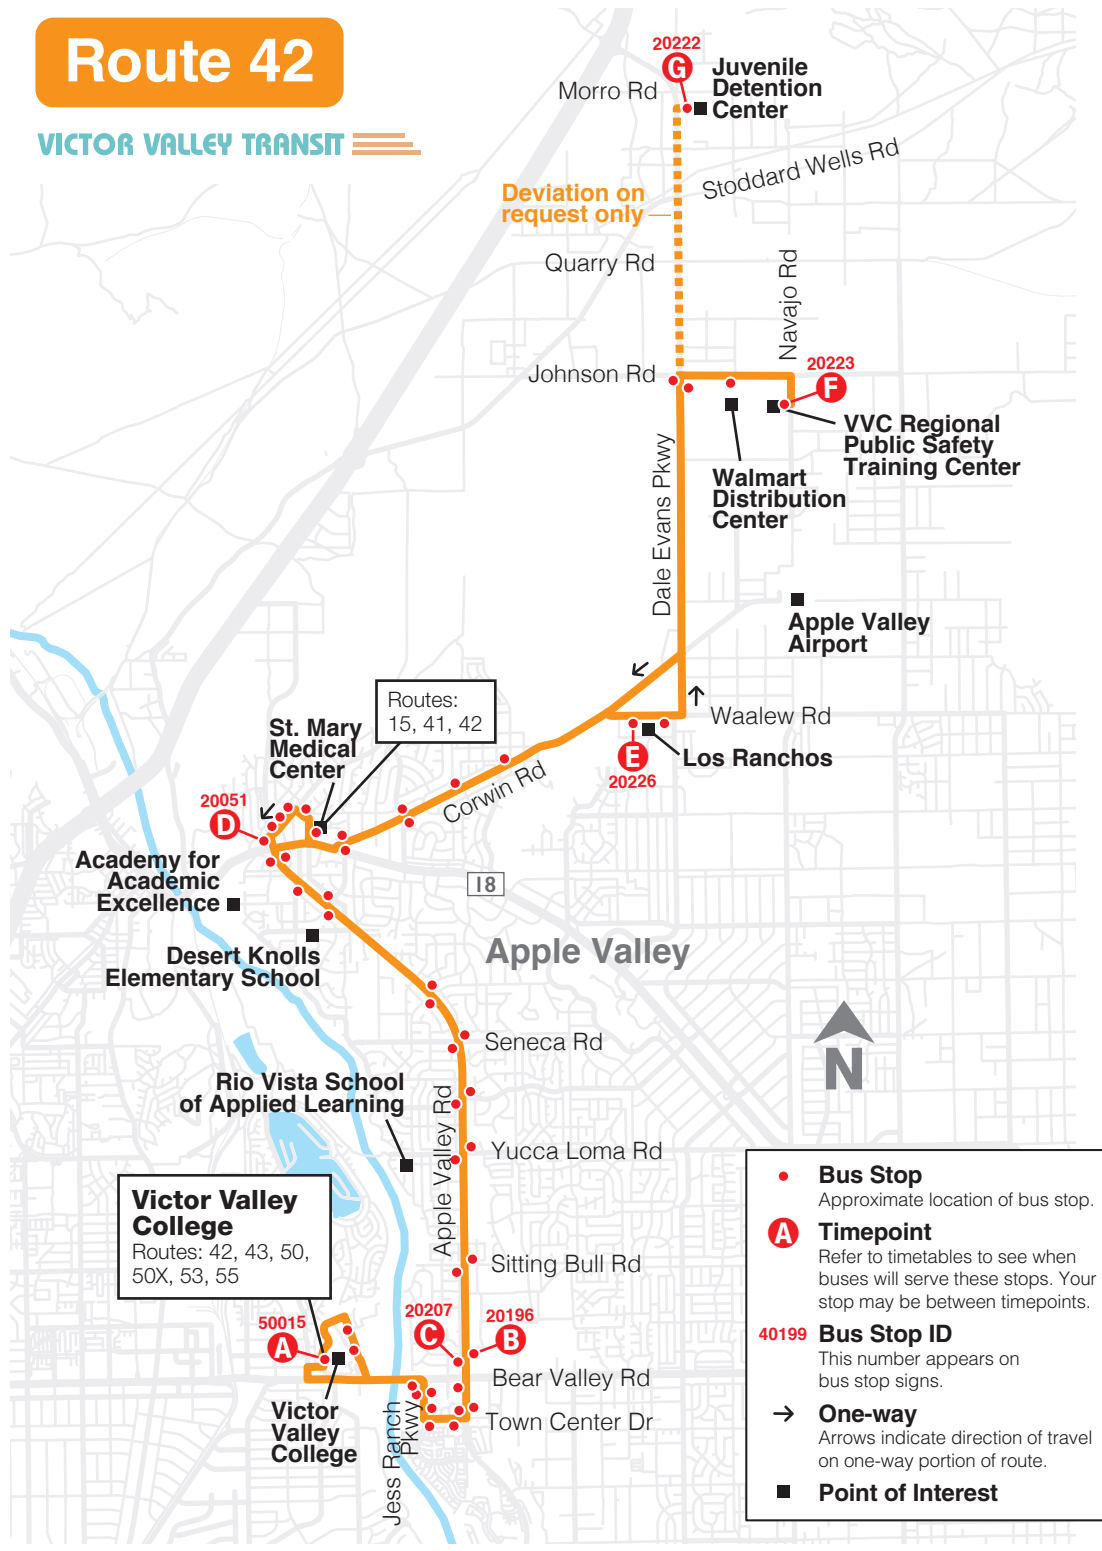 Route 42
VICTOR VALLEY TRANSIT
20222
G
Juvenile
Detention
Center
Morro Rd
Stoddard Wells Rd
Deviation on
request only
Quarry Rd
Navajo Rd
Johnson Rd
20223
F
VVC Regional
Public Safety
Training Center
Walmart
Distribution
Center
Dale Evans Pkwy
Apple Valley
Airport
Routes:
15, 41, 42
St. Mary
Medical
Center
Waalew Rd
Los Ranchos
E
20226
Corwin Rd
20051
D
Academy for
Academic
Excellence
18
Desert Knolls
Elementary School
Apple Valley
N
Seneca Rd
Rio Vista School
of Applied Learning
Apple Valley Rd
Yucca Loma Rd
Victor Valley
College
Routes: 42, 43, 50,
50X, 53, 55
Sitting Bull Rd
50015
A
20207
C
20196
B
Bear Valley Rd
Town Center Dr
Victor
Valley
College
Jess Ranch
Pkwy
Bus Stop
Approximate location of bus stop.
A
Timepoint
Refer to timetables to see when
buses will serve these stops. Your
stop may be between timepoints.
40199 Bus Stop ID
This number appears on
bus stop signs.
One-way
Arrows indicate direction of travel
on one-way portion of route.
Point of Interest